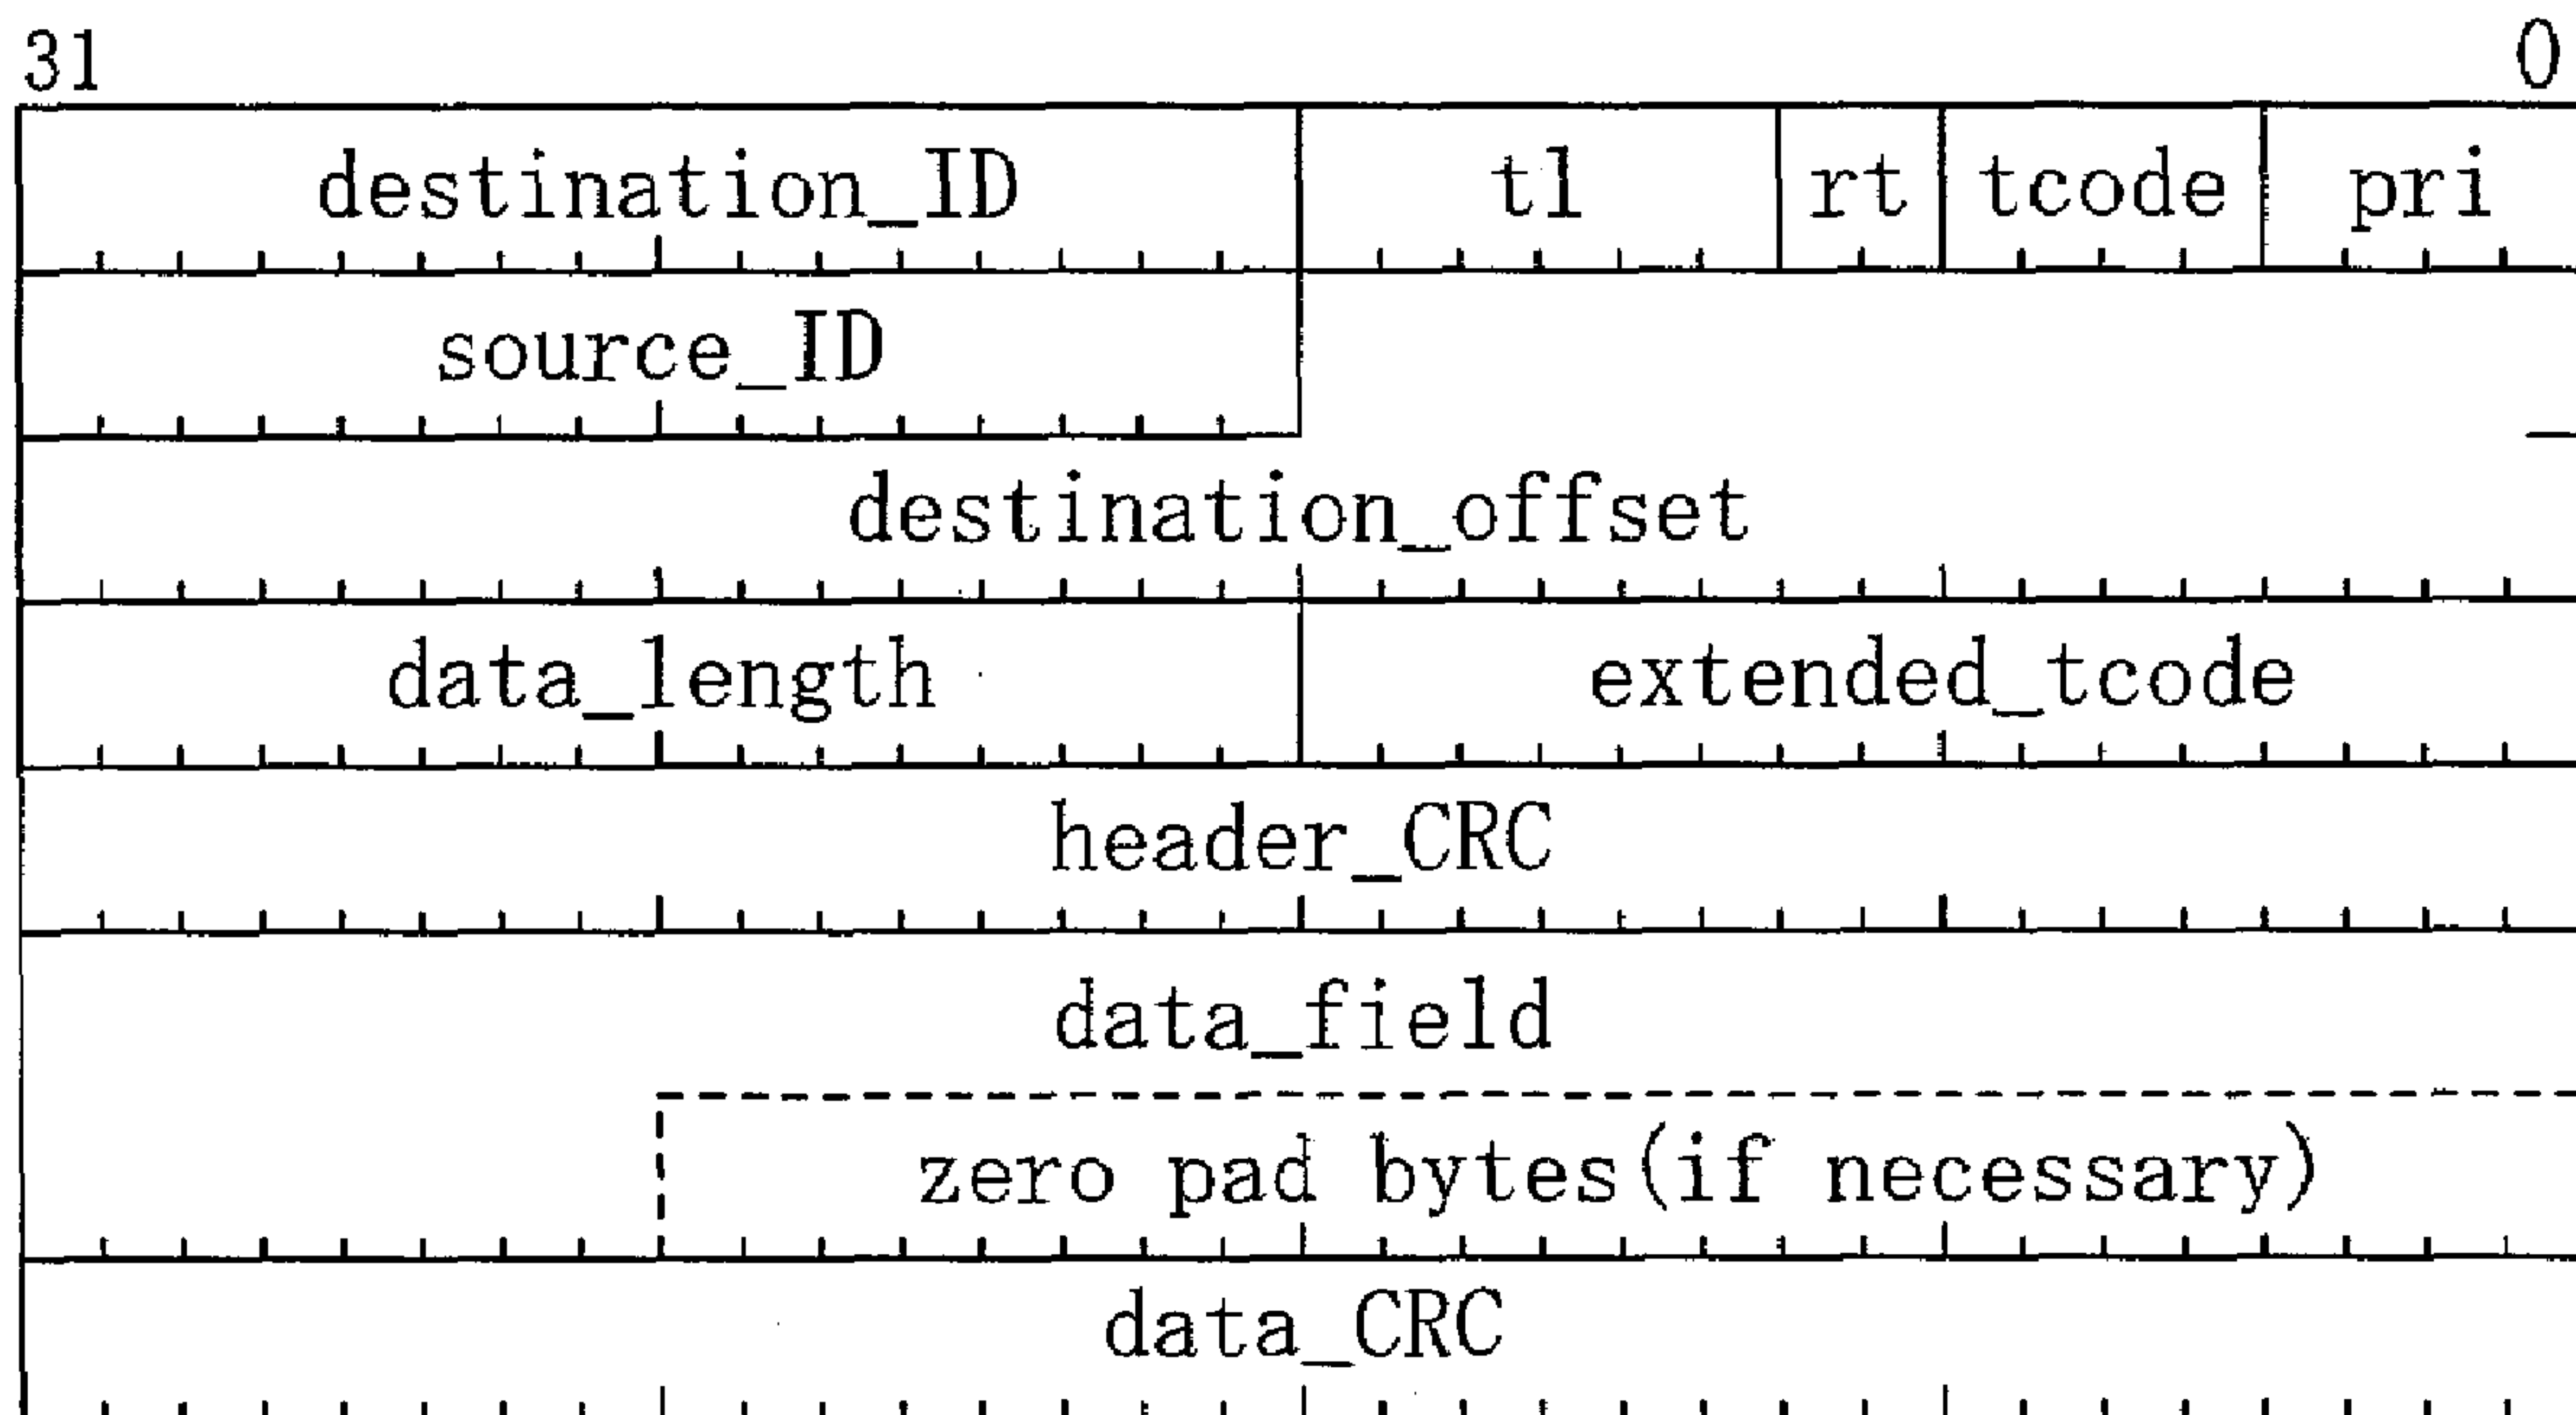 31 0
destination_ID tl rt tcode pri
source_ID
destination_offset
data_length extended_tcode
header_CRC
data_field
zero pad bytes(if necessary)
data_CRC